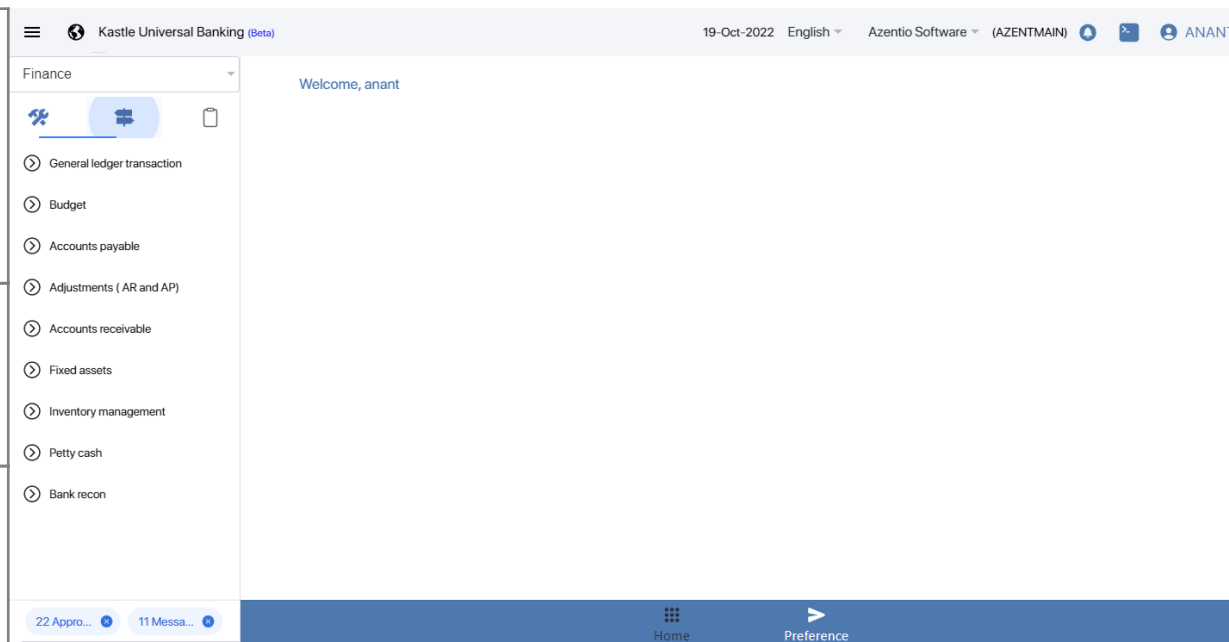 Kastle Universal Banking (Beta)
19-Oct-2022 English Azentio Software (AZENTMAIN) ANANT
Finance
Welcome, anant
General ledger transaction
Budget
Accounts payable
Adjustments ( AR and AP)
Accounts receivable
Fixed assets
Inventory management
Petty cash
Bank recon
22 Appro...
11 Messa...
Home
Preference